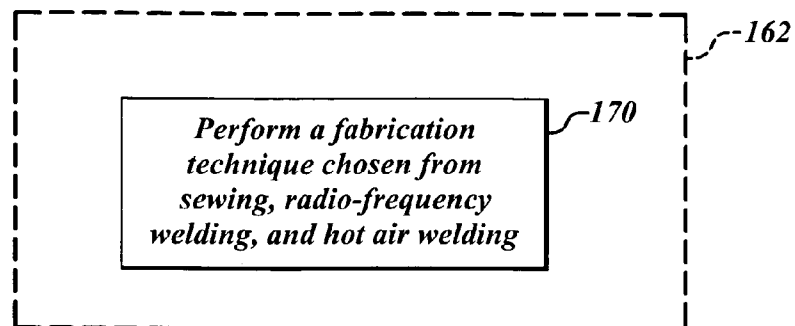 162
170
Perform a fabrication
technique chosen from
sewing, radio-frequency
welding, and hot air welding